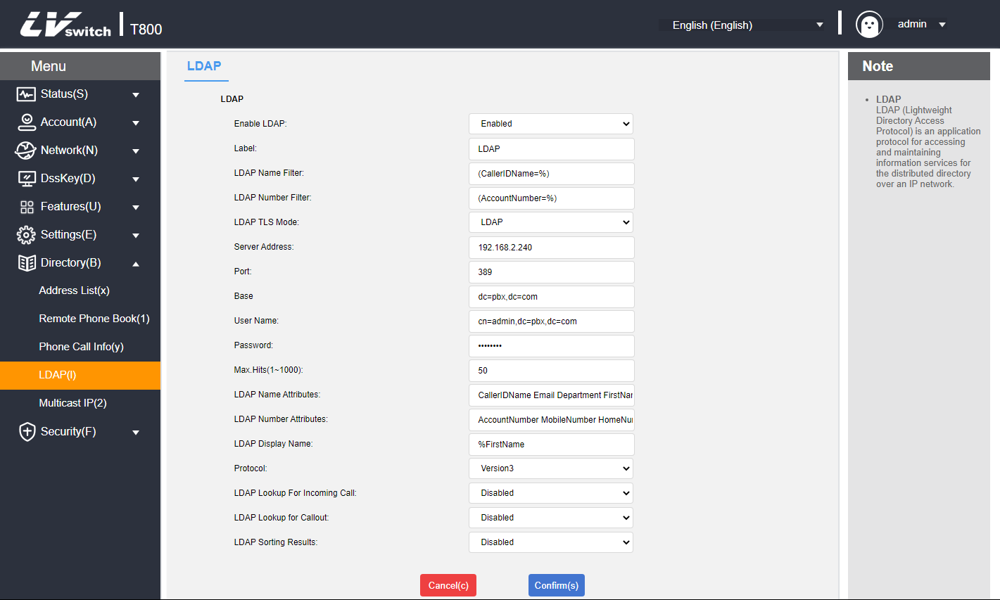 LVswitch T800
English (English)
admin
Menu
Status(S)
Account(A)
Network(N)
DssKey(D)
Features(U)
Settings(E)
Directory(B)
Address List(x)
Remote Phone Book(1)
Phone Call Info(y)
LDAP(l)
Multicast IP(2)
Security(F)
LDAP
LDAP
Enable LDAP: Enabled
Label: LDAP
LDAP Name Filter: (CallerIDName=%)
LDAP Number Filter: (AccountNumber=%)
LDAP TLS Mode: LDAP
Server Address: 192.168.2.240
Port: 389
Base dc=pbx,dc=com
User Name: cn=admin,dc=pbx,dc=com
Password: ••••••••
Max.Hits(1~1000): 50
LDAP Name Attributes: CallerIDName Email Department FirstNar
LDAP Number Attributes: AccountNumber MobileNumber HomeNu
LDAP Display Name: %FirstName
Protocol: Version3
LDAP Lookup For Incoming Call: Disabled
LDAP Lookup for Callout: Disabled
LDAP Sorting Results: Disabled
Cancel(c) Confirm(s)
Note
• LDAP
LDAP (Lightweight
Directory Access
Protocol) is an application
protocol for accessing
and maintaining
information services for
the distributed directory
over an IP network.